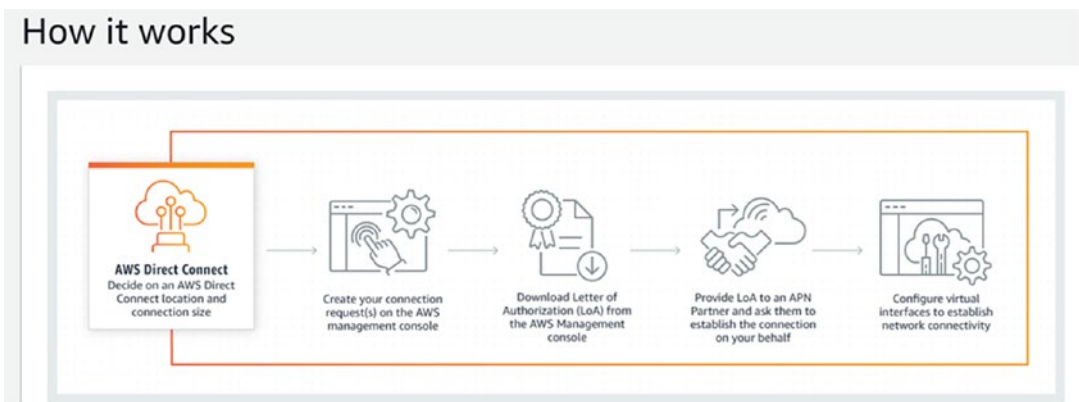 How it works
AWS Direct Connect
Decide on an AWS Direct
Connect location and
connection size
Create your connection
request(s) on the AWS
management console
Download Letter of
Authorization (LoA) from
the AWS Management
console
Provide LoA to an APN
Partner and ask them to
establish the connection
on your behalf
Configure virtual
interfaces to establish
network connectivity